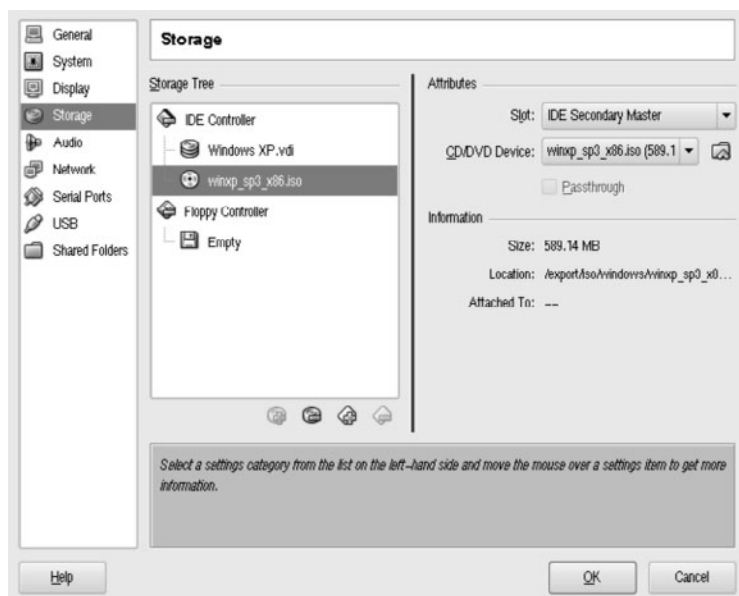 General
System
Display
Storage
Audio
Network
Serial Ports
USB
Shared Folders
Storage
Storage Tree
IDE Controller
Windows XP.vdi
winxp_sp3_x86.iso
Floppy Controller
Empty
Attributes
Slot: IDE Secondary Master
CD/DVD Device: winxp_sp3_x86.iso (589.1
Passthrough
Information
Size: 589.14 MB
Location: /export/iso/windows/winxp_sp3_x8...
Attached To: --
Select a settings category from the list on the left-hand side and move the mouse over a settings item to get more
information.
Help
OK
Cancel